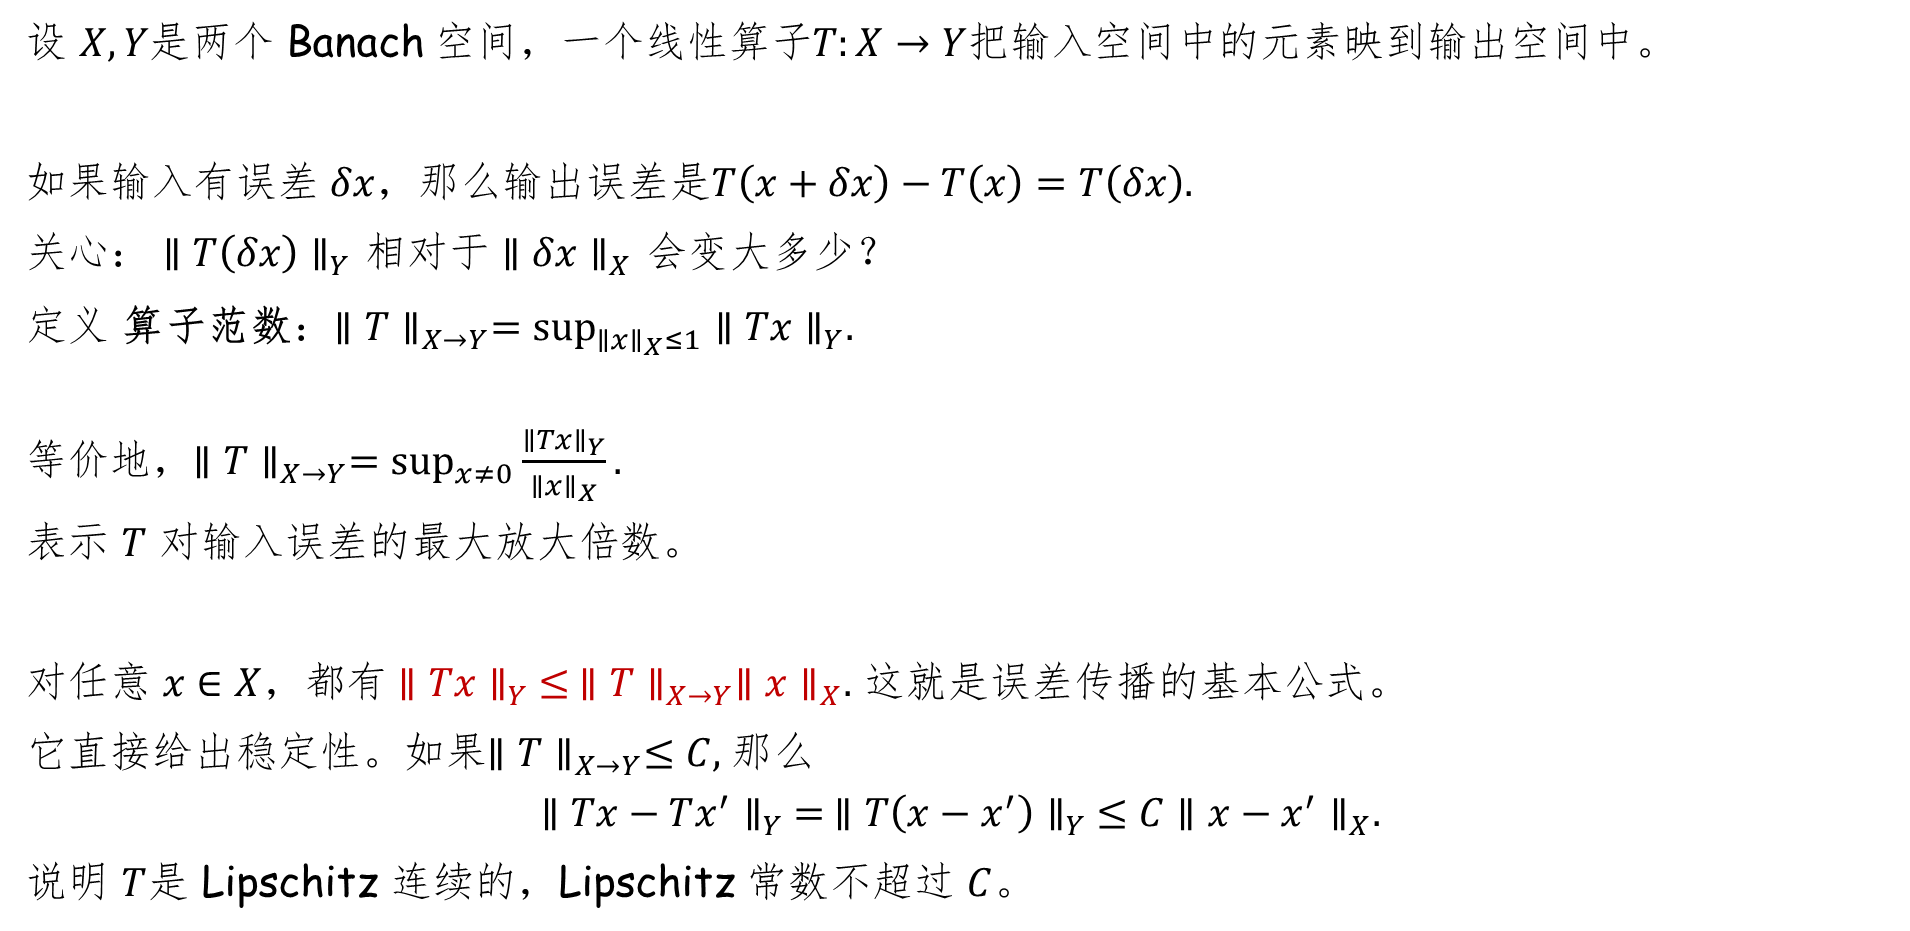 设 X, Y是两个 Banach 空间，一个线性算子T: X → Y把输入空间中的元素映到输出空间中。
如果输入有误差 δx，那么输出误差是T(x + δx) − T(x) = T(δx).
关心：∥ T(δx) ∥_Y 相对于 ∥ δx ∥_X 会变大多少？
定义 算子范数：∥ T ∥_{X→Y}= sup_{∥x∥_X≤1} ∥ Tx ∥_Y.
等价地，∥ T ∥_{X→Y}= sup_{x≠0} \frac{∥Tx∥_Y}{∥x∥_X}.
表示 T 对输入误差的最大放大倍数。
对任意 x ∈ X，都有 ∥ Tx ∥_Y ≤∥ T ∥_{X→Y}∥ x ∥_X. 这就是误差传播的基本公式。
它直接给出稳定性。如果∥ T ∥_{X→Y}≤ C, 那么
∥ Tx − Tx′ ∥_Y =∥ T(x − x′) ∥_Y ≤ C ∥ x − x′ ∥_X.
说明 T是 Lipschitz 连续的，Lipschitz 常数不超过 C。